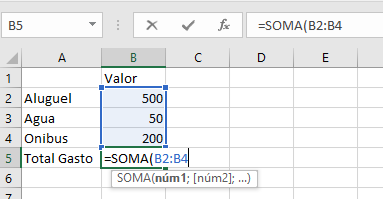 B5 fx =SOMA(B2:B4
A B C D E
1 Valor
2 Aluguel 500
3 Agua 50
4 Onibus 200
5 Total Gasto =SOMA(B2:B4
SOMA(núm1; [núm2]; ...)
6
7